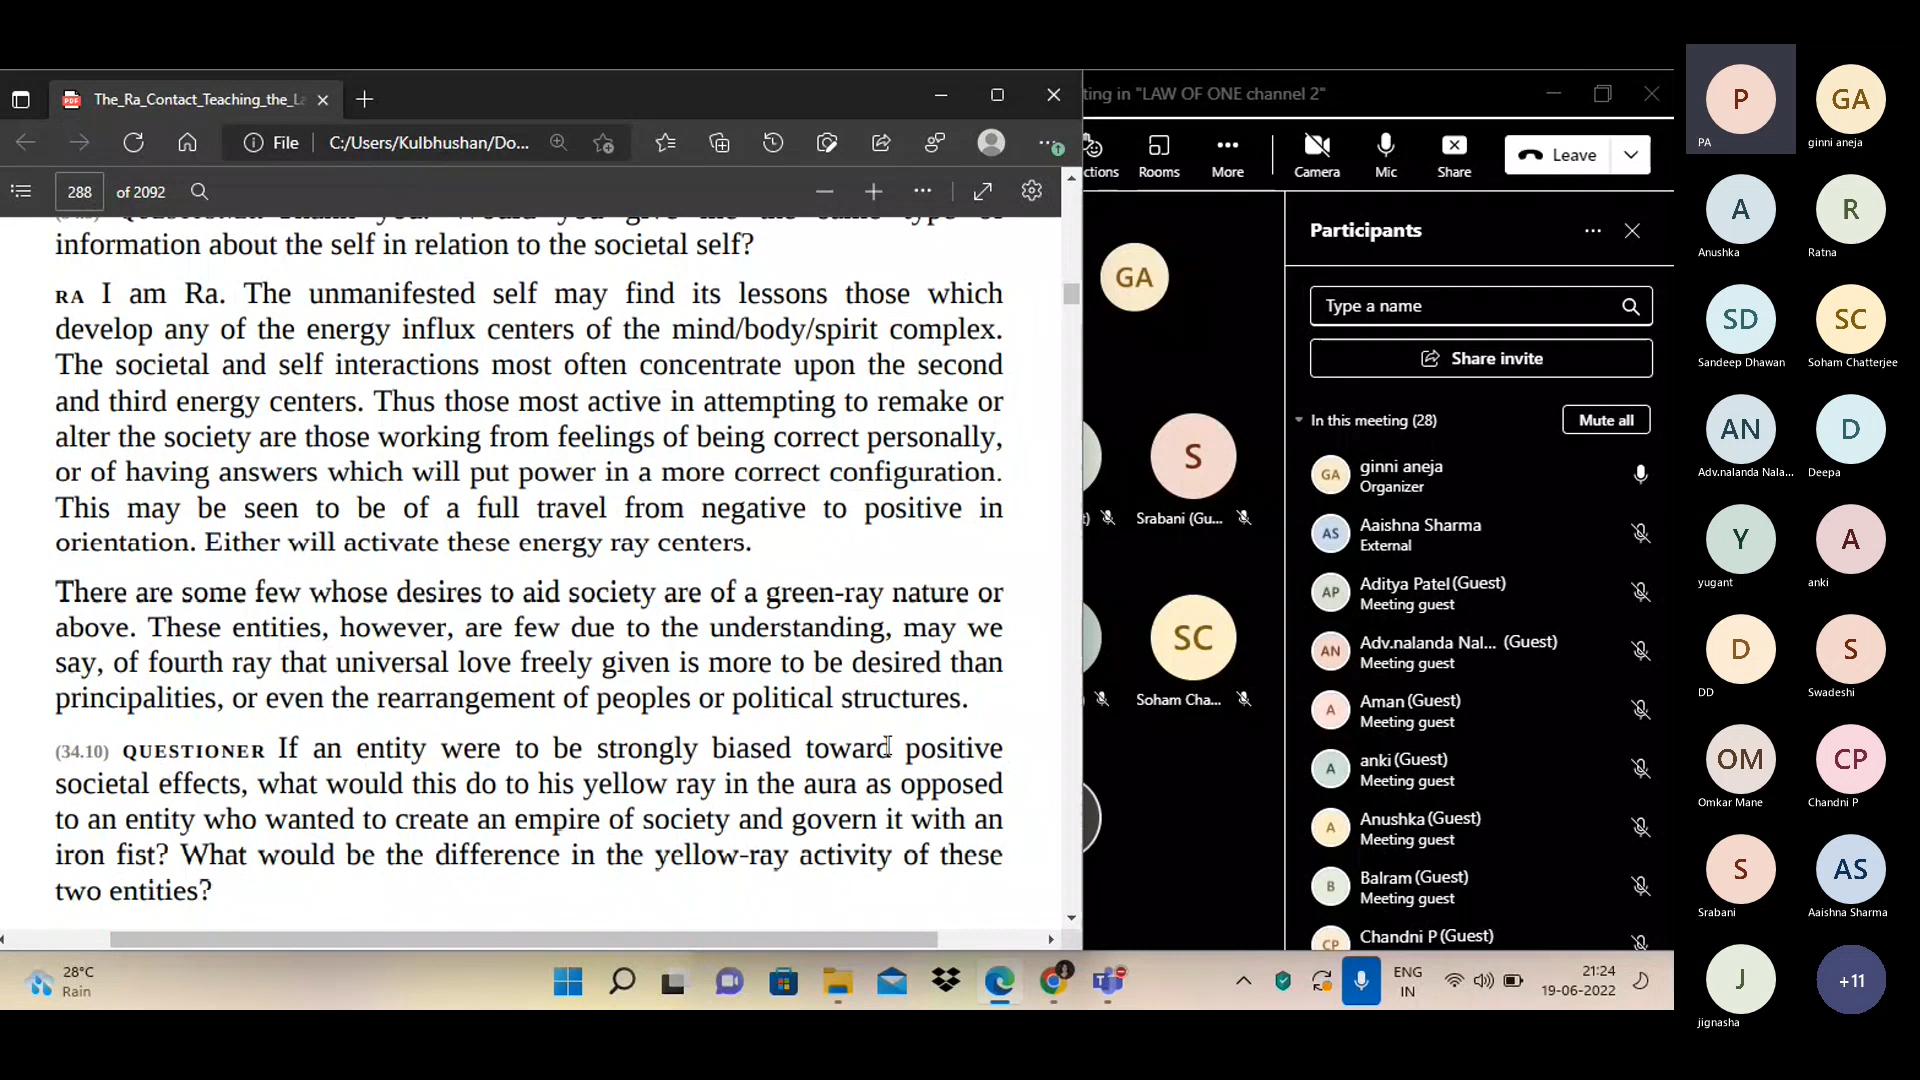 The_Ra_Contact_Teaching_the_La
File
C:/Users/Kulbhushan/Do...
288 of 2092
information about the self in relation to the societal self?
RA I am Ra. The unmanifested self may find its lessons those which
develop any of the energy influx centers of the mind/body/spirit complex.
The societal and self interactions most often concentrate upon the second
and third energy centers. Thus those most active in attempting to remake or
alter the society are those working from feelings of being correct personally,
or of having answers which will put power in a more correct configuration.
This may be seen to be of a full travel from negative to positive in
orientation. Either will activate these energy ray centers.
There are some few whose desires to aid society are of a green-ray nature or
above. These entities, however, are few due to the understanding, may we
say, of fourth ray that universal love freely given is more to be desired than
principalities, or even the rearrangement of peoples or political structures.
(34.10) QUESTIONER If an entity were to be strongly biased toward positive
societal effects, what would this do to his yellow ray in the aura as opposed
to an entity who wanted to create an empire of society and govern it with an
iron fist? What would be the difference in the yellow-ray activity of these
two entities?
ting in "LAW OF ONE channel 2"
ctions
Rooms
More
Camera
Mic
Share
Leave
GA
S
Srabani (Gu...
SC
Soham Cha...
Participants
Type a name
Share invite
In this meeting (28)
Mute all
GA
ginni aneja
Organizer
AS
Aaishna Sharma
External
AP
Aditya Patel (Guest)
Meeting guest
AN
Adv.nalanda Nal... (Guest)
Meeting guest
A
Aman (Guest)
Meeting guest
A
anki (Guest)
Meeting guest
A
Anushka (Guest)
Meeting guest
B
Balram (Guest)
Meeting guest
CP
Chandni P (Guest)
P
PA
GA
ginni aneja
A
Anushka
R
Ratna
SD
Sandeep Dhawan
SC
Soham Chatterjee
AN
Adv.nalanda Nala...
D
Deepa
Y
yugant
A
anki
D
DD
S
Swadeshi
OM
Omkar Mane
CP
Chandni P
S
Srabani
AS
Aaishna Sharma
J
jignasha
+11
28°C
Rain
ENG
IN
21:24
19-06-2022